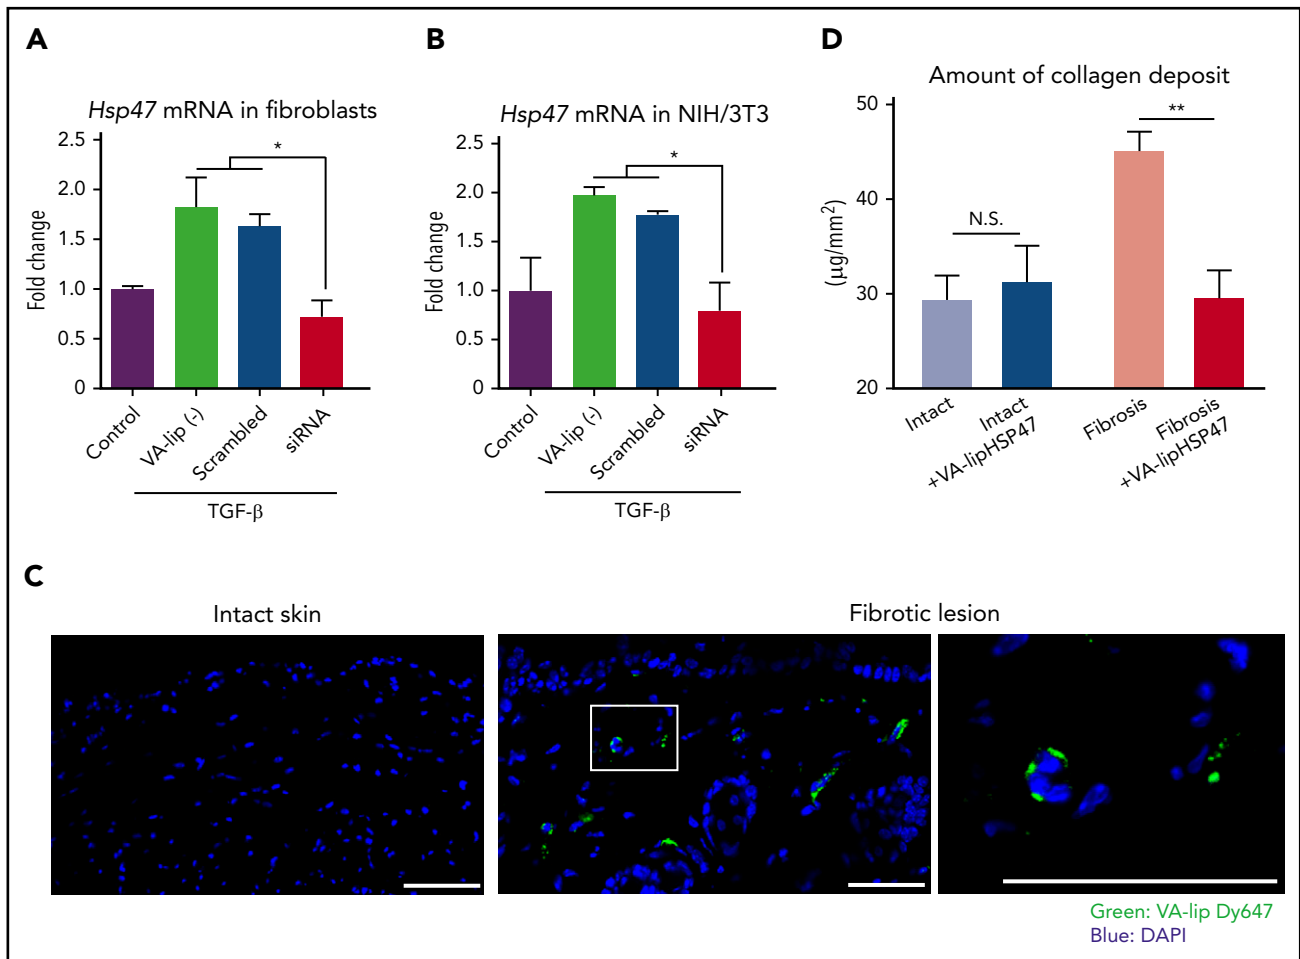 A
Hsp47 mRNA in fibroblasts
Fold change
2.5
2.0
1.5
1.0
0.5
0
*
Control
VA-lip (-)
Scrambled
siRNA
TGF-β
B
Hsp47 mRNA in NIH/3T3
Fold change
2.5
2.0
1.5
1.0
0.5
0
*
Control
VA-lip (-)
Scrambled
siRNA
TGF-β
D
Amount of collagen deposit
(μg/mm²)
50
40
30
20
N.S.
**
Intact
Intact
+VA-lipHSP47
Fibrosis
Fibrosis
+VA-lipHSP47
C
Intact skin
Fibrotic lesion
Green: VA-lip Dy647
Blue: DAPI